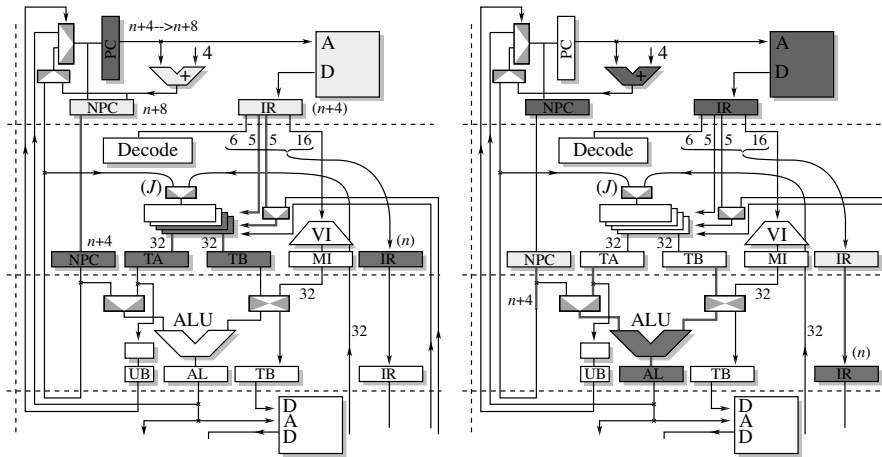 n+4-->n+8
PC
4
A
+
D
NPC
n+8
IR
(n+4)
6 5 5 16
Decode
(J)
32 32
VI
n+4
(n)
NPC
TA
TB
MI
IR
32
ALU
32
UB
AL
TB
IR
D
A
D
PC
4
A
+
D
NPC
IR
6 5 5 16
Decode
(J)
32 32
VI
NPC
TA
TB
MI
IR
n+4
32
ALU
32
(n)
UB
AL
TB
IR
D
A
D